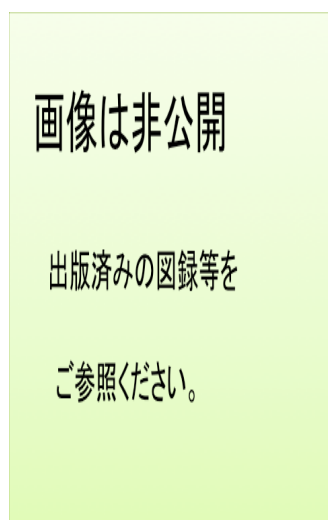 画像は非公開
出版済みの図録等を
ご参照ください。